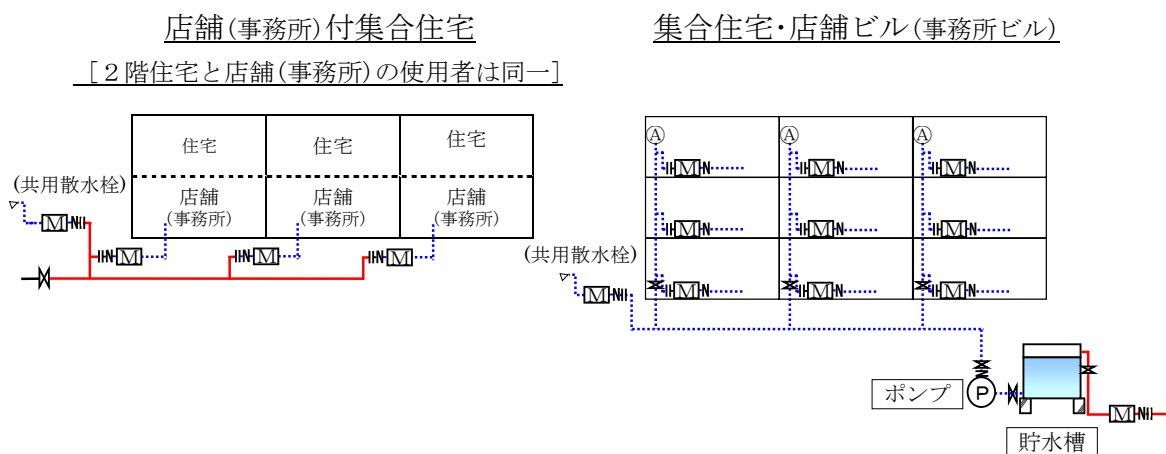 店舗(事務所)付集合住宅
[２階住宅と店舗(事務所)の使用者は同一]
住宅
住宅
住宅
店舗
(事務所)
店舗
(事務所)
店舗
(事務所)
(共用散水栓)
M
M
M
M
集合住宅・店舗ビル(事務所ビル)
A
A
A
M
M
M
M
M
M
M
M
M
(共用散水栓)
M
ポンプ
P
M
貯水槽